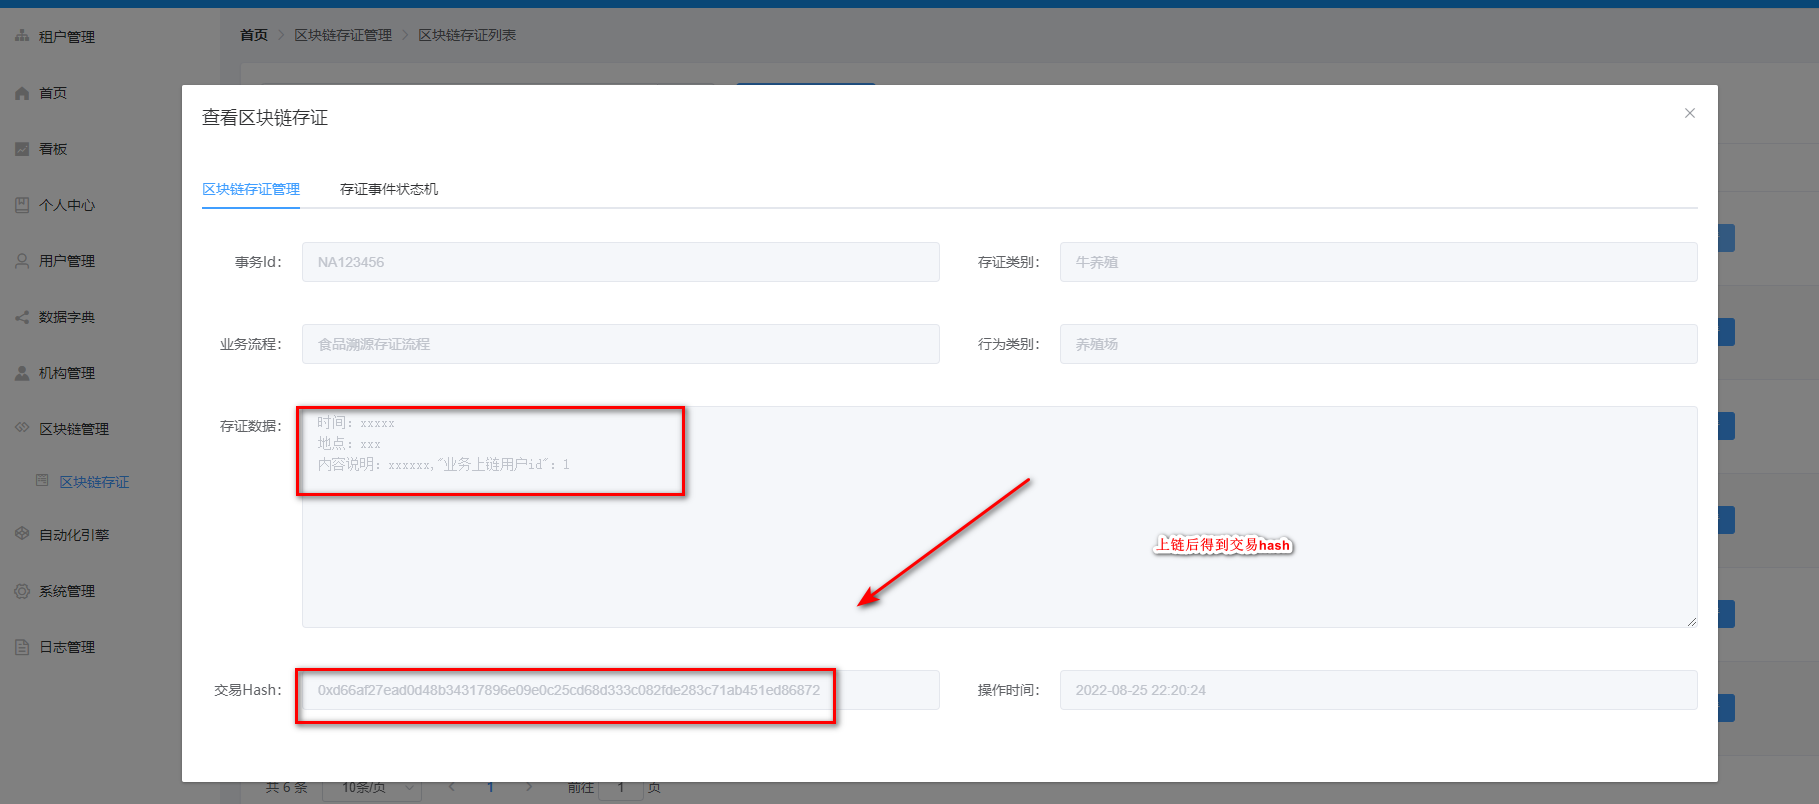 租户管理
首页
看板
个人中心
用户管理
数据字典
机构管理
区块链管理
区块链存证
自动化引擎
系统管理
日志管理
首页 > 区块链存证管理 > 区块链存证列表
查看区块链存证
区块链存证管理 存证事件状态机
事务Id: NA123456 存证类别: 牛养殖
业务流程: 食品溯源存证流程 行为类别: 养殖场
存证数据: 时间: xxxxx
地点: xxx
内容说明: xxxxxx,"业务上链用户id": 1
上链后得到交易hash
交易Hash: 0xd66af27ead0d48b34317896e09e0c25cd68d333c082fde283c71ab451ed86872 操作时间: 2022-08-25 22:20:24
共 6 条 10条/页 < 1 > 前往 1 页